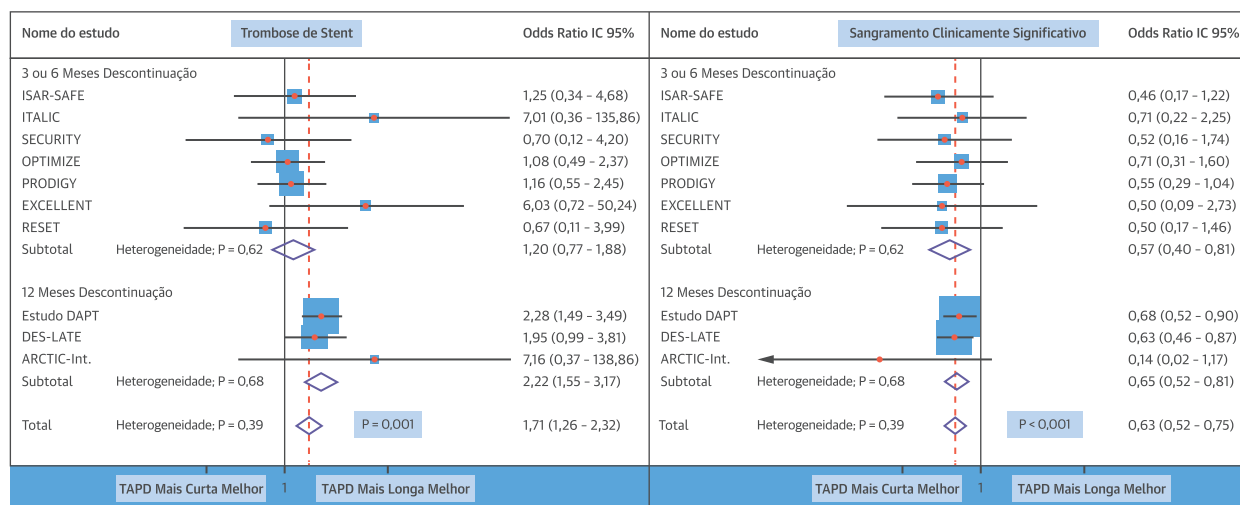 Nome do estudo Trombose de Stent Odds Ratio IC 95%
3 ou 6 Meses Descontinuação
ISAR-SAFE 1,25 (0,34 – 4,68)
ITALIC 7,01 (0,36 – 135,86)
SECURITY 0,70 (0,12 – 4,20)
OPTIMIZE 1,08 (0,49 – 2,37)
PRODIGY 1,16 (0,55 – 2,45)
EXCELLENT 6,03 (0,72 – 50,24)
RESET 0,67 (0,11 – 3,99)
Subtotal Heterogeneidade; P = 0,62 1,20 (0,77 – 1,88)
12 Meses Descontinuação
Estudo DAPT 2,28 (1,49 – 3,49)
DES-LATE 1,95 (0,99 – 3,81)
ARCTIC-Int. 7,16 (0,37 – 138,86)
Subtotal Heterogeneidade; P = 0,68 2,22 (1,55 – 3,17)
Total Heterogeneidade; P = 0,39 P = 0,001 1,71 (1,26 – 2,32)
TAPD Mais Curta Melhor 1 TAPD Mais Longa Melhor
Nome do estudo Sangramento Clinicamente Significativo Odds Ratio IC 95%
3 ou 6 Meses Descontinuação
ISAR-SAFE 0,46 (0,17 – 1,22)
ITALIC 0,71 (0,22 – 2,25)
SECURITY 0,52 (0,16 – 1,74)
OPTIMIZE 0,71 (0,31 – 1,60)
PRODIGY 0,55 (0,29 – 1,04)
EXCELLENT 0,50 (0,09 – 2,73)
RESET 0,50 (0,17 – 1,46)
Subtotal Heterogeneidade; P = 0,62 0,57 (0,40 – 0,81)
12 Meses Descontinuação
Estudo DAPT 0,68 (0,52 – 0,90)
DES-LATE 0,63 (0,46 – 0,87)
ARCTIC-Int. 0,14 (0,02 – 1,17)
Subtotal Heterogeneidade; P = 0,68 0,65 (0,52 – 0,81)
Total Heterogeneidade; P = 0,39 P < 0,001 0,63 (0,52 – 0,75)
TAPD Mais Curta Melhor 1 TAPD Mais Longa Melhor